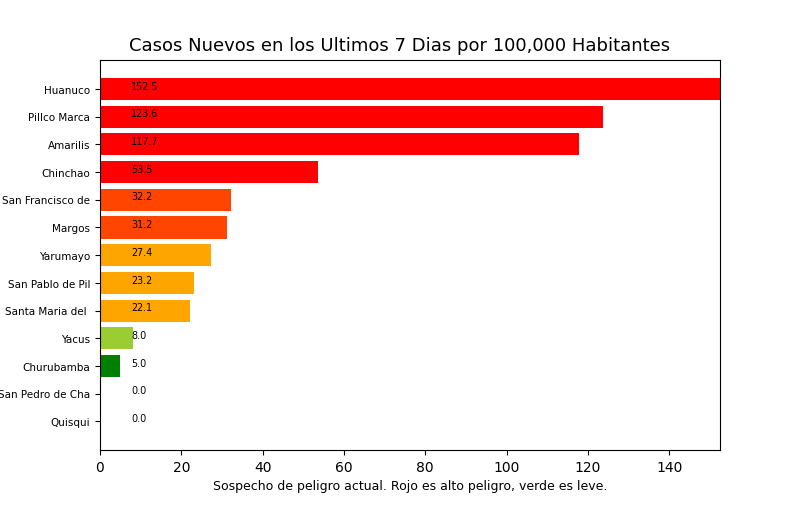 Casos Nuevos en los Ultimos 7 Dias por 100,000 Habitantes
Huanuco 152.5
Pillco Marca 123.6
Amarilis 117.7
Chinchao 53.5
San Francisco de 32.2
Margos 31.2
Yarumayo 27.4
San Pablo de Pil 23.2
Santa Maria del 22.1
Yacus 8.0
Churubamba 5.0
San Pedro de Cha 0.0
Quisqui 0.0
0 20 40 60 80 100 120 140
Sospecho de peligro actual. Rojo es alto peligro, verde es leve.